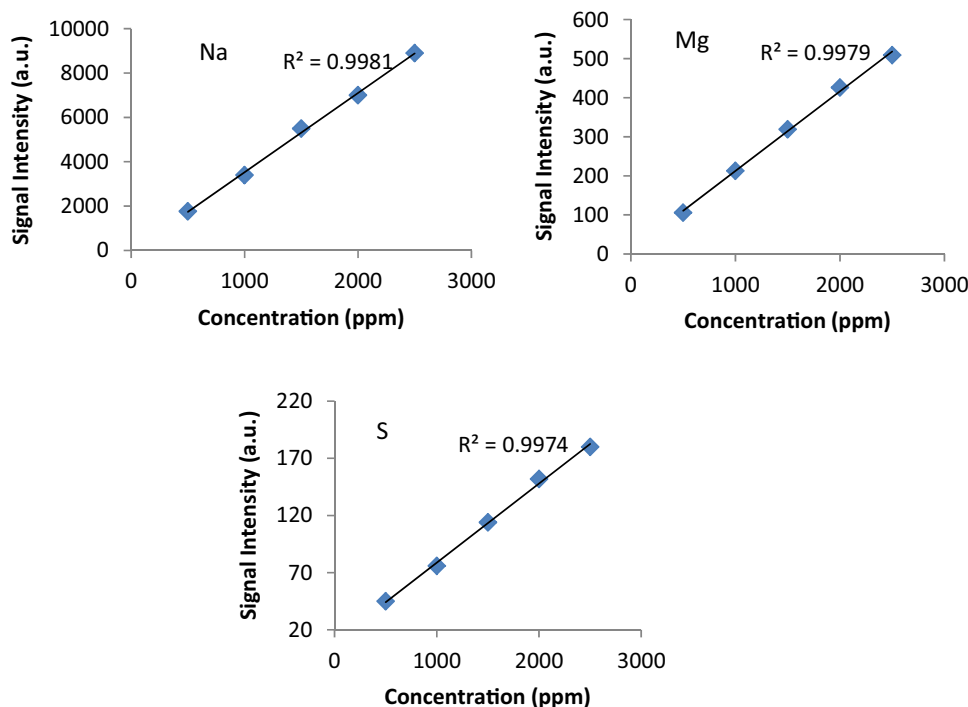 Na
R² = 0.9981
Signal Intensity (a.u.)
10000
8000
6000
4000
2000
0
0 1000 2000 3000
Concentration (ppm)
Mg
R² = 0.9979
Signal Intensity (a.u.)
600
500
400
300
200
100
0
0 1000 2000 3000
Concentration (ppm)
S
R² = 0.9974
Signal Intensity (a.u.)
220
170
120
70
20
0 1000 2000 3000
Concentration (ppm)